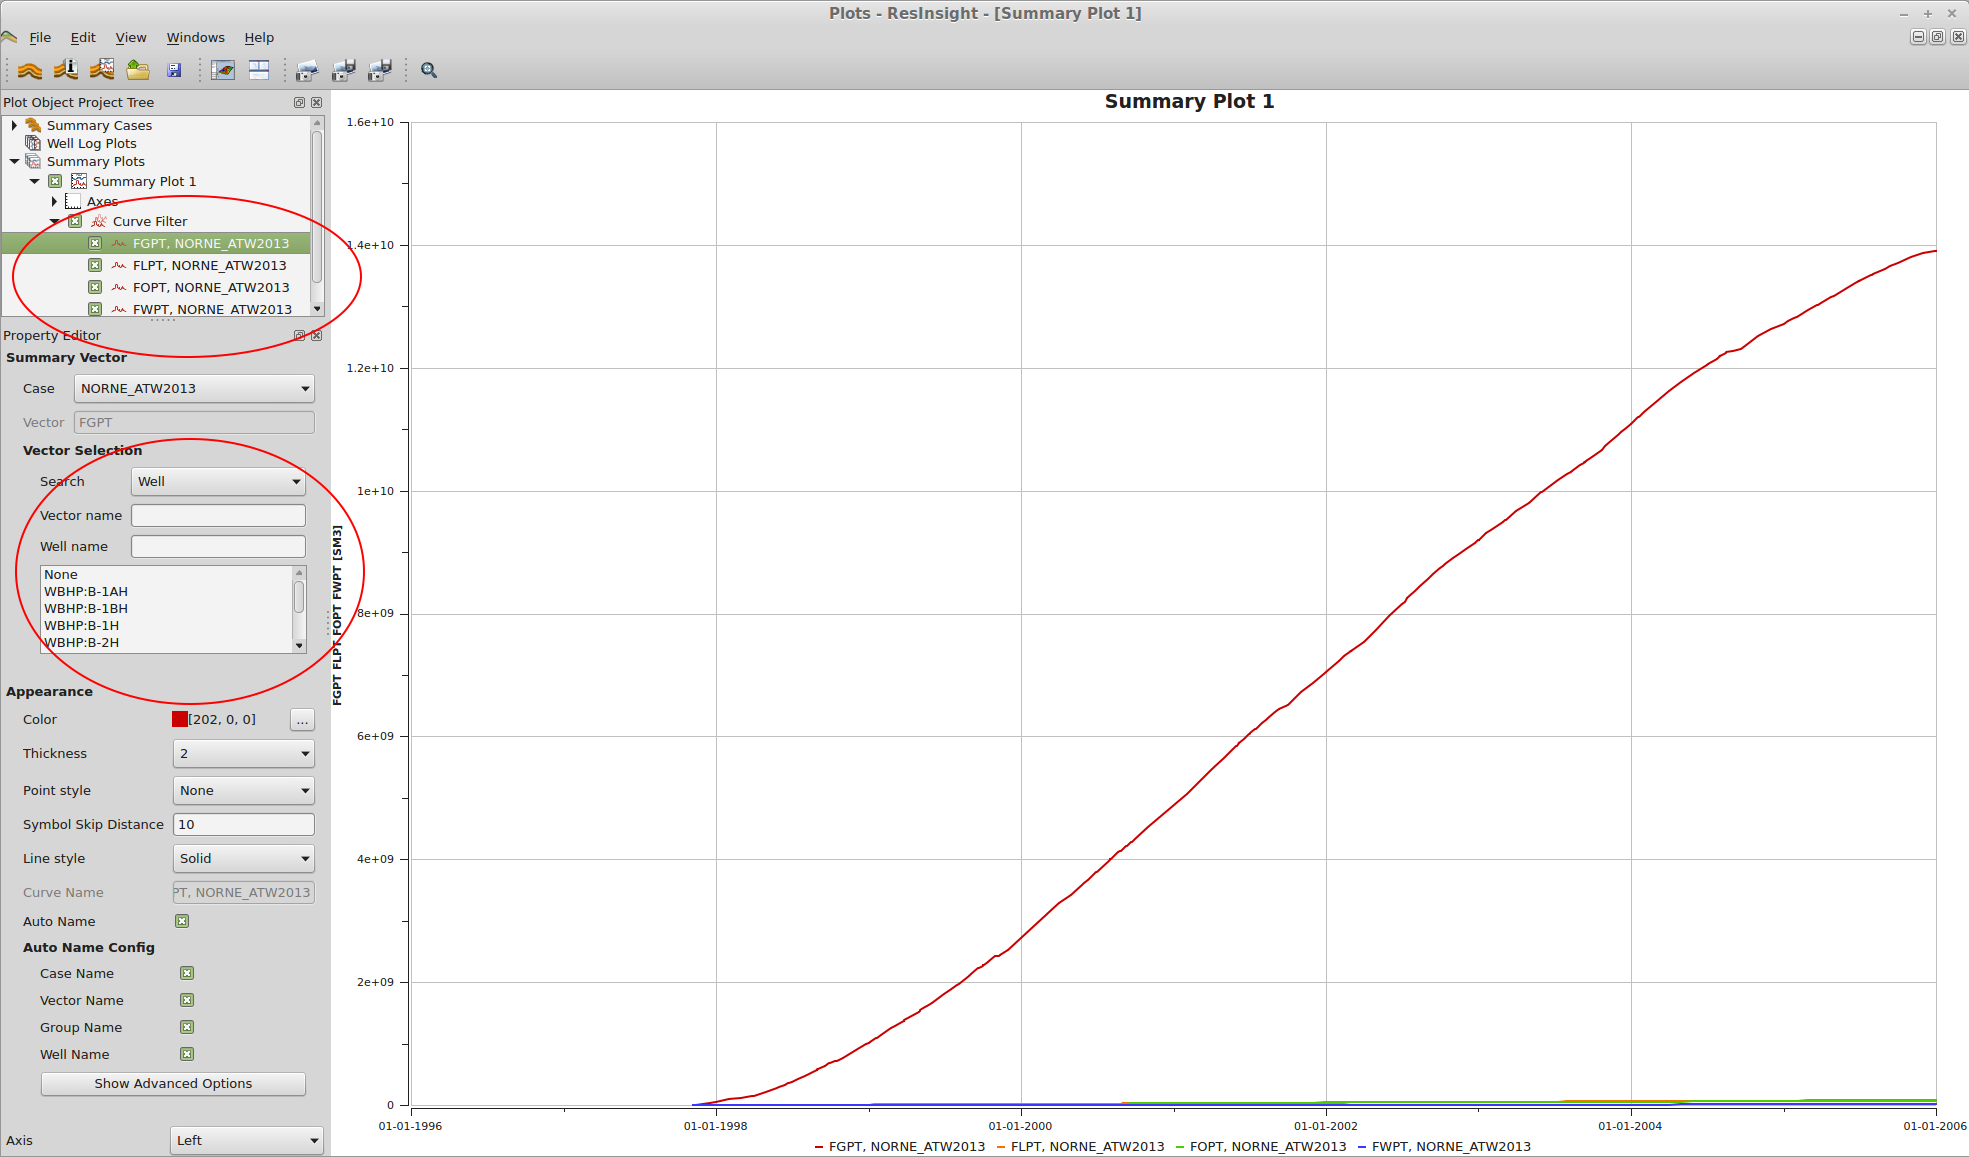 Plots - ResInsight - [Summary Plot 1]
File Edit View Windows Help
Plot Object Project Tree
Summary Cases
Well Log Plots
Summary Plots
Summary Plot 1
Axes
Curve Filter
FGPT, NORNE_ATW2013
FLPT, NORNE_ATW2013
FOPT, NORNE_ATW2013
FWPT, NORNE_ATW2013
Property Editor
Summary Vector
Case NORNE_ATW2013
Vector FGPT
Vector Selection
Search Well
Vector name
Well name
None
WBHP:B-1AH
WBHP:B-1BH
WBHP:B-1H
WBHP:B-2H
Appearance
Color [202, 0, 0] ...
Thickness 2
Point style None
Symbol Skip Distance 10
Line style Solid
Curve Name PT, NORNE_ATW2013
Auto Name
Auto Name Config
Case Name
Vector Name
Group Name
Well Name
Show Advanced Options
Axis Left
Summary Plot 1
FGPT FLPT FOPT FWPT [SM3]
1.6e+10
1.4e+10
1.2e+10
1e+10
8e+09
6e+09
4e+09
2e+09
0
01-01-1996 01-01-1998 01-01-2000 01-01-2002 01-01-2004 01-01-2006
FGPT, NORNE_ATW2013 FLPT, NORNE_ATW2013 FOPT, NORNE_ATW2013 FWPT, NORNE_ATW2013